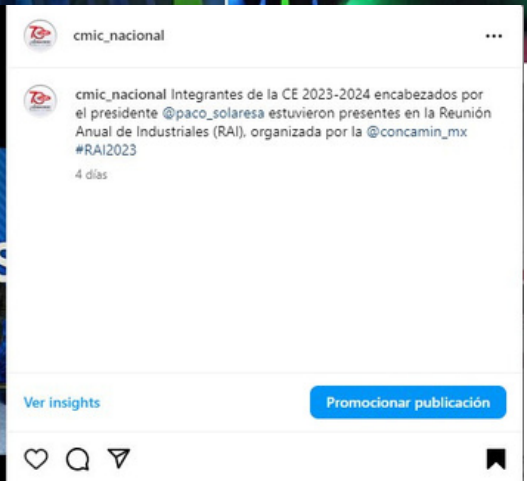 cmic_nacional
cmic_nacional Integrantes de la CE 2023-2024 encabezados por
el presidente @paco_solaresa estuvieron presentes en la Reunión
Anual de Industriales (RAI), organizada por la @concamin_mx
#RAI2023
4 días
Ver insights
Promocionar publicación